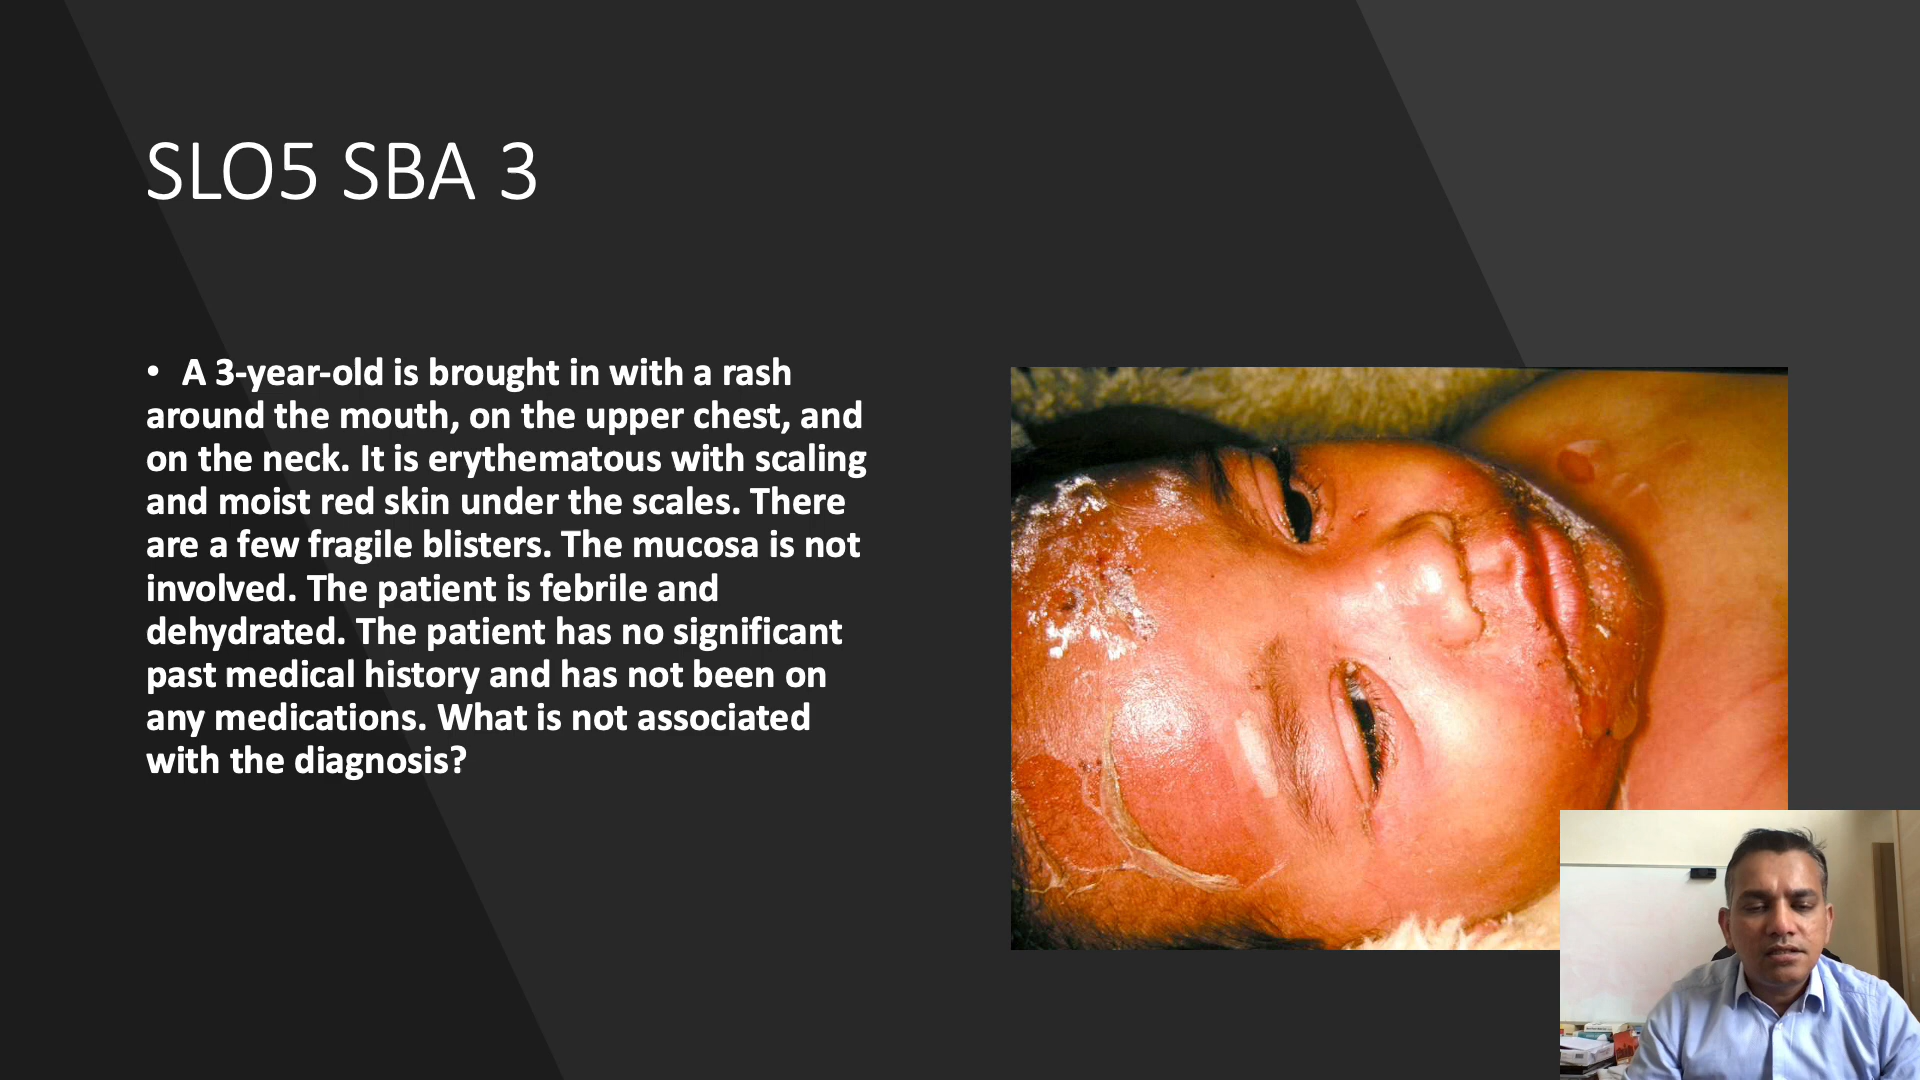 SLO5 SBA 3
• A 3-year-old is brought in with a rash
around the mouth, on the upper chest, and
on the neck. It is erythematous with scaling
and moist red skin under the scales. There
are a few fragile blisters. The mucosa is not
involved. The patient is febrile and
dehydrated. The patient has no significant
past medical history and has not been on
any medications. What is not associated
with the diagnosis?